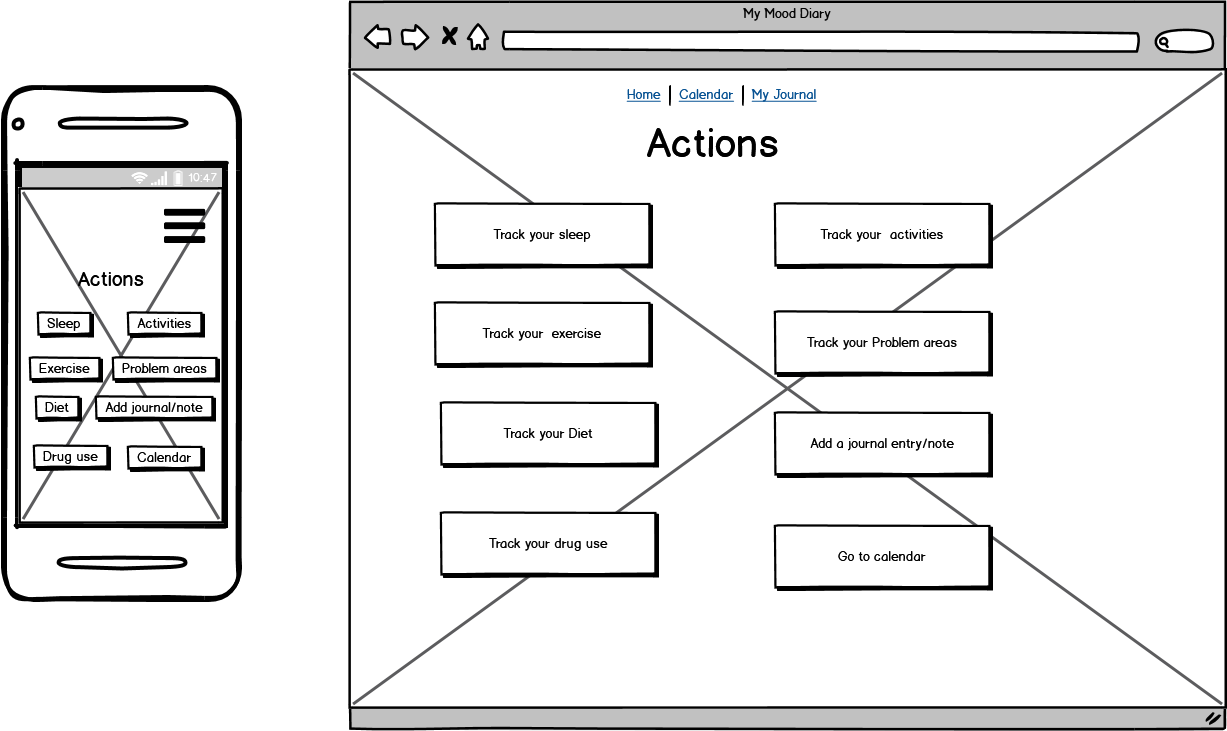 10:47
Actions
Sleep Activities
Exercise Problem areas
Diet Add journal/note
Drug use Calendar
My Mood Diary
Home Calendar My Journal
Actions
Track your sleep Track your activities
Track your exercise Track your Problem areas
Track your Diet Add a journal entry/note
Track your drug use Go to calendar